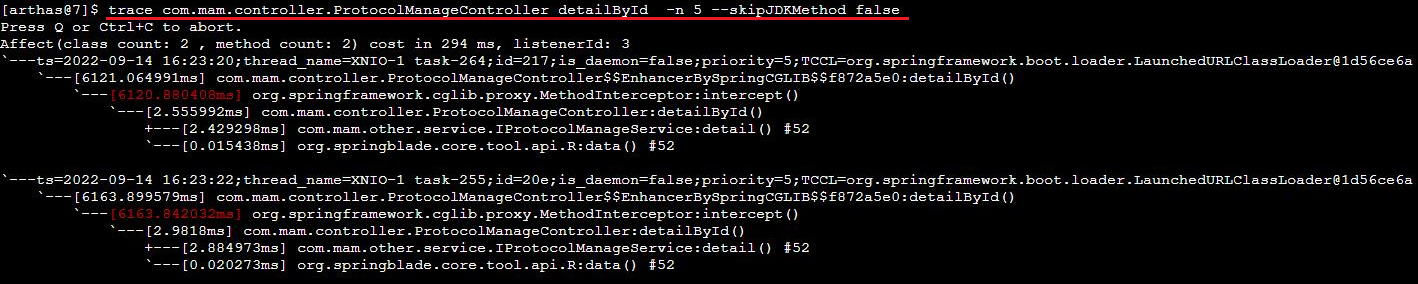 [arthas@7]$ trace com.mam.controller.ProtocolManageController detailById  -n 5 --skipJDKMethod false
Press Q or Ctrl+C to abort.
Affect(class count: 2 , method count: 2) cost in 294 ms, listenerId: 3
`---ts=2022-09-14 16:23:20;thread_name=XNIO-1 task-264;id=217;is_daemon=false;priority=5;TCCL=org.springframework.boot.loader.LaunchedURLClassLoader@1d56ce6a
    `---[6121.064991ms] com.mam.controller.ProtocolManageController$$EnhancerBySpringCGLIB$$f872a5e0:detailById()
        `---[6120.880408ms] org.springframework.cglib.proxy.MethodInterceptor:intercept()
            `---[2.555992ms] com.mam.controller.ProtocolManageController:detailById()
                +---[2.429298ms] com.mam.other.service.IProtocolManageService:detail() #52
                `---[0.015438ms] org.springblade.core.tool.api.R:data() #52
`---ts=2022-09-14 16:23:22;thread_name=XNIO-1 task-255;id=20e;is_daemon=false;priority=5;TCCL=org.springframework.boot.loader.LaunchedURLClassLoader@1d56ce6a
    `---[6163.899579ms] com.mam.controller.ProtocolManageController$$EnhancerBySpringCGLIB$$f872a5e0:detailById()
        `---[6163.842032ms] org.springframework.cglib.proxy.MethodInterceptor:intercept()
            `---[2.9818ms] com.mam.controller.ProtocolManageController:detailById()
                +---[2.884973ms] com.mam.other.service.IProtocolManageService:detail() #52
                `---[0.020273ms] org.springblade.core.tool.api.R:data() #52